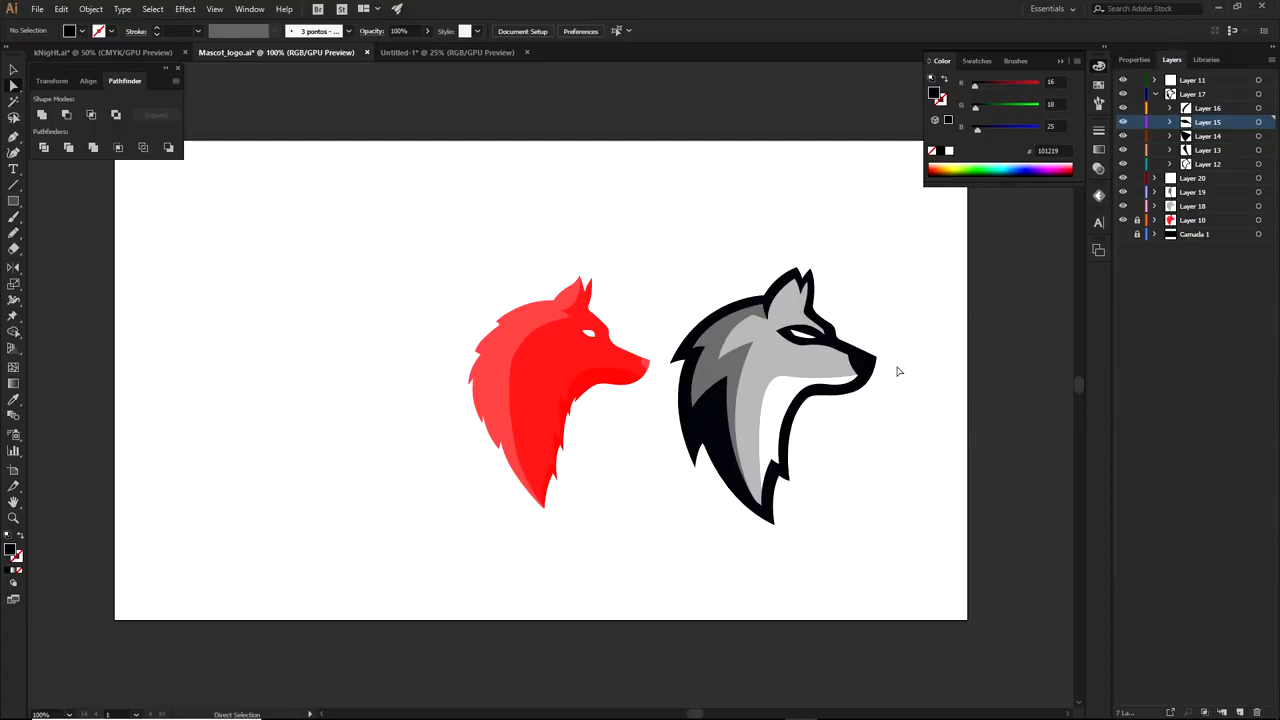 Ai File Edit Object Type Select Effect View Window Help Br St Essentials Search Adobe Stock
No Selection Stroke: 3 pontos - ... Opacity: 100% Style: Document Setup Preferences
kNigHt.ai* @ 50% (CMYK/GPU Preview) × Mascot_logo.ai* @ 100% (RGB/GPU Preview) × Untitled-1* @ 25% (RGB/GPU Preview) ×
Transform Align Pathfinder
Shape Modes:
Expand
Pathfinders:
Color Swatches Brushes
R 16
G 18
B 25
# 101219
Properties Layers Libraries
Layer 11
Layer 17
Layer 16
Layer 15
Layer 14
Layer 13
Layer 12
Layer 20
Layer 19
Layer 18
Layer 10
Camada 1
100% 1 Direct Selection
7 La...